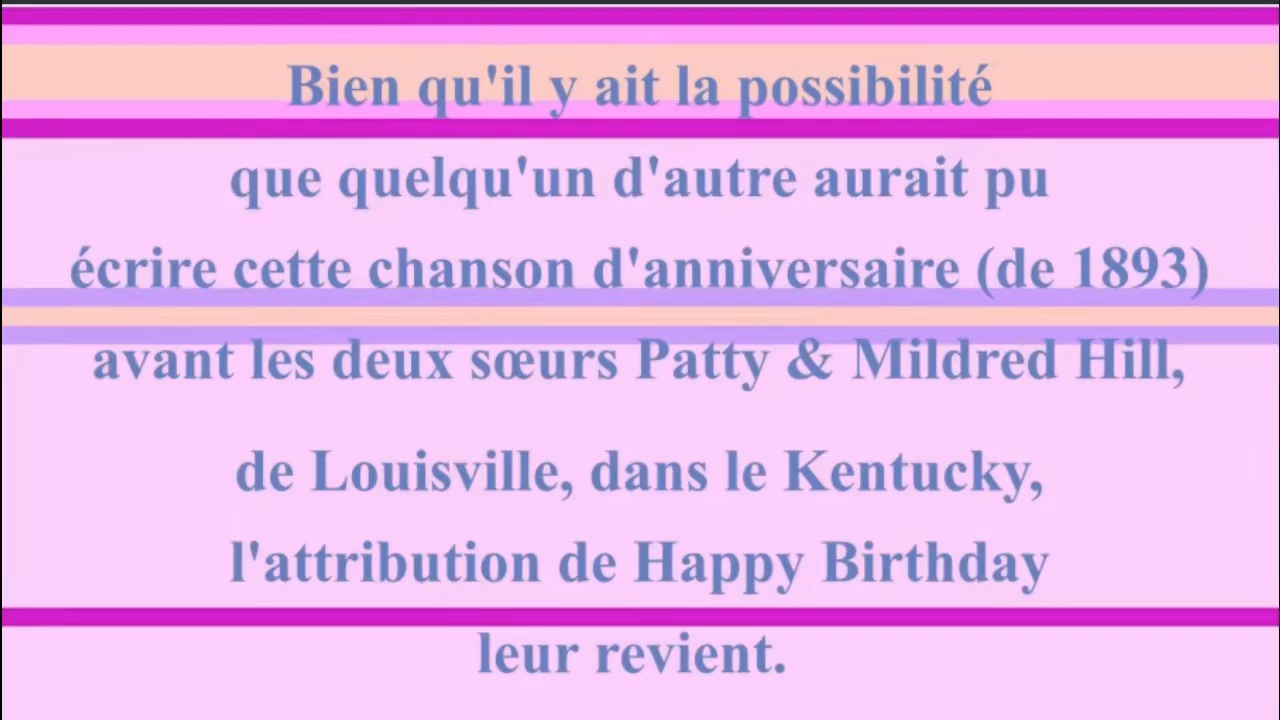 Bien qu'il y ait la possibilité
que quelqu'un d'autre aurait pu
écrire cette chanson d'anniversaire (de 1893)
avant les deux sœurs Patty & Mildred Hill,
de Louisville, dans le Kentucky,
l'attribution de Happy Birthday
leur revient.